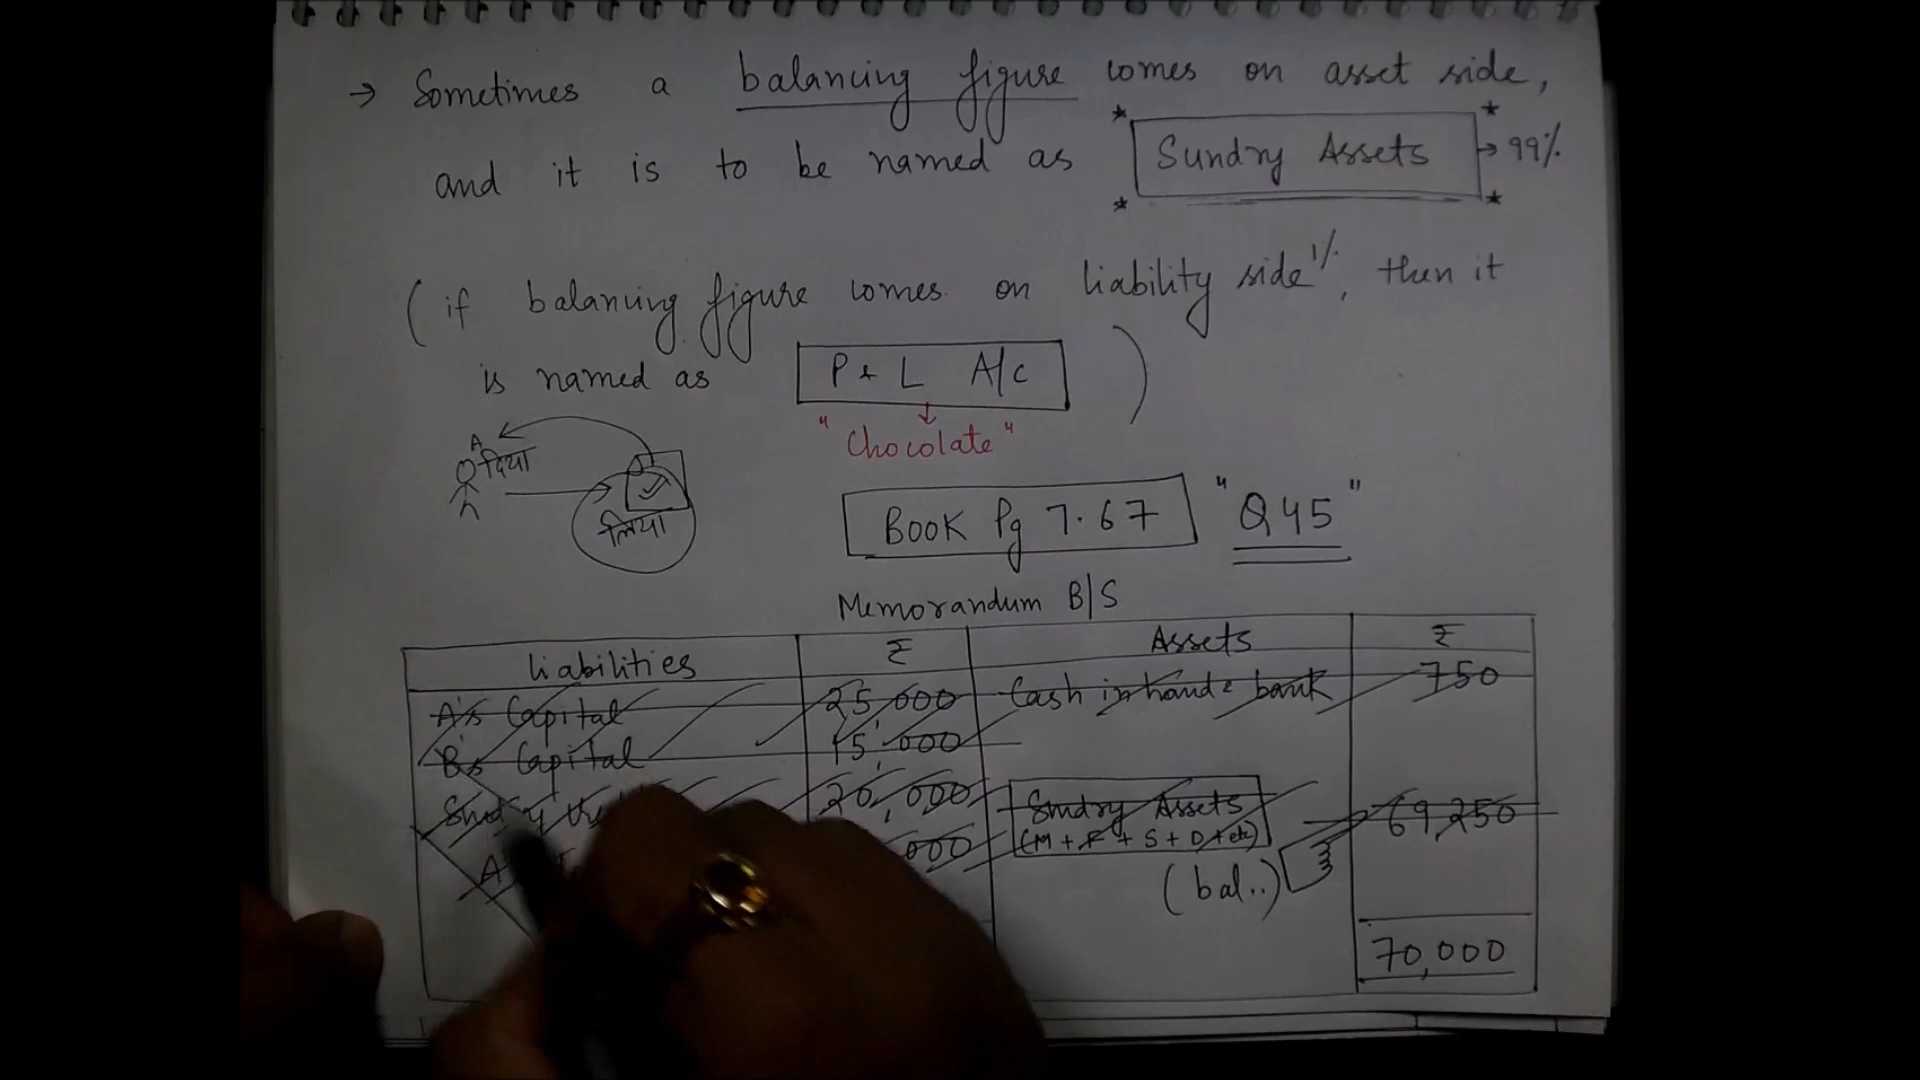 → Sometimes a balancing figure comes on asset side,
and it is to be named as * Sundry Assets * → 99%
* *
(if balancing figure comes on liability side 1%, then it
is named as P & L A/c )
↓
"Chocolate"
A
दिया
लिया
Book Pg 7.67 "Q45"
Memorandum B/S
Liabilities ₹ Assets ₹
A's Capital 25,000 Cash in hand & bank 750
B's Capital 15,000
20,000 Sundry Assets 69,250
000 (M + F + S + D + etc)
(bal..)
70,000